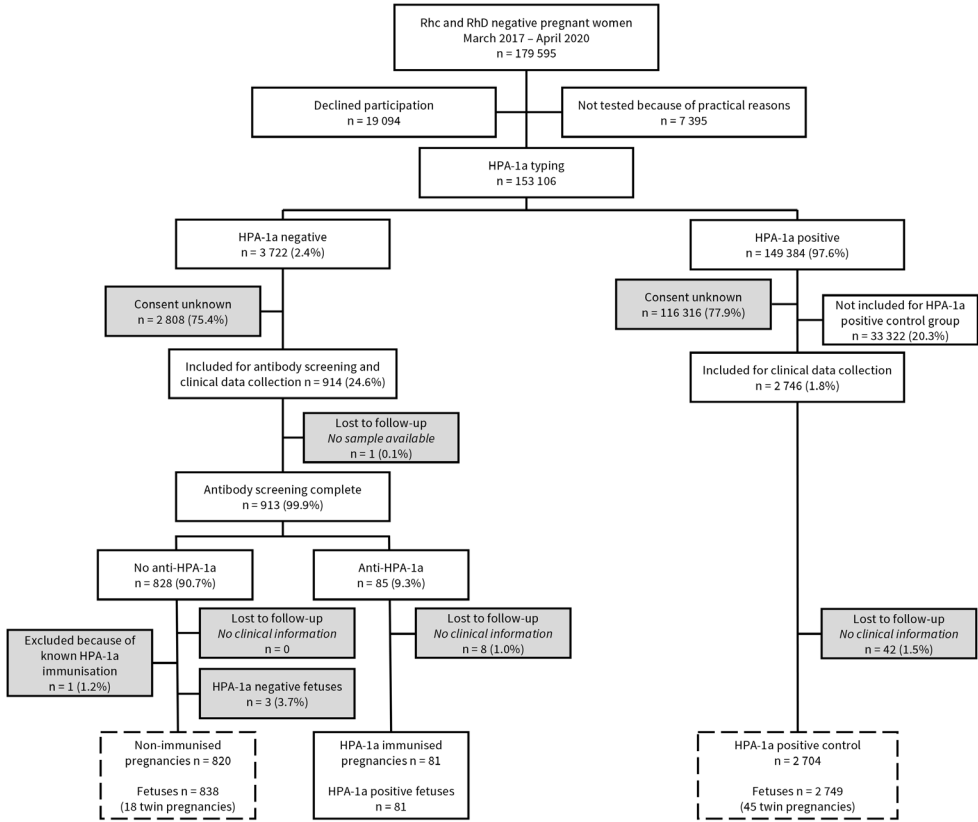 Rhc and RhD negative pregnant women
March 2017 – April 2020
n = 179 595
Declined participation
n = 19 094
Not tested because of practical reasons
n = 7 395
HPA-1a typing
n = 153 106
HPA-1a negative
n = 3 722 (2.4%)
HPA-1a positive
n = 149 384 (97.6%)
Consent unknown
n = 2 808 (75.4%)
Consent unknown
n = 116 316 (77.9%)
Not included for HPA-1a
positive control group
n = 33 322 (20.3%)
Included for antibody screening and
clinical data collection n = 914 (24.6%)
Included for clinical data collection
n = 2 746 (1.8%)
Lost to follow-up
No sample available
n = 1 (0.1%)
Antibody screening complete
n = 913 (99.9%)
No anti-HPA-1a
n = 828 (90.7%)
Anti-HPA-1a
n = 85 (9.3%)
Lost to follow-up
No clinical information
n = 0
Lost to follow-up
No clinical information
n = 8 (1.0%)
Lost to follow-up
No clinical information
n = 42 (1.5%)
Excluded because of
known HPA-1a
immunisation
n = 1 (1.2%)
HPA-1a negative fetuses
n = 3 (3.7%)
Non-immunised
pregnancies n = 820
Fetuses n = 838
(18 twin pregnancies)
HPA-1a immunised
pregnancies n = 81
HPA-1a positive fetuses
n = 81
HPA-1a positive control
n = 2 704
Fetuses n = 2 749
(45 twin pregnancies)